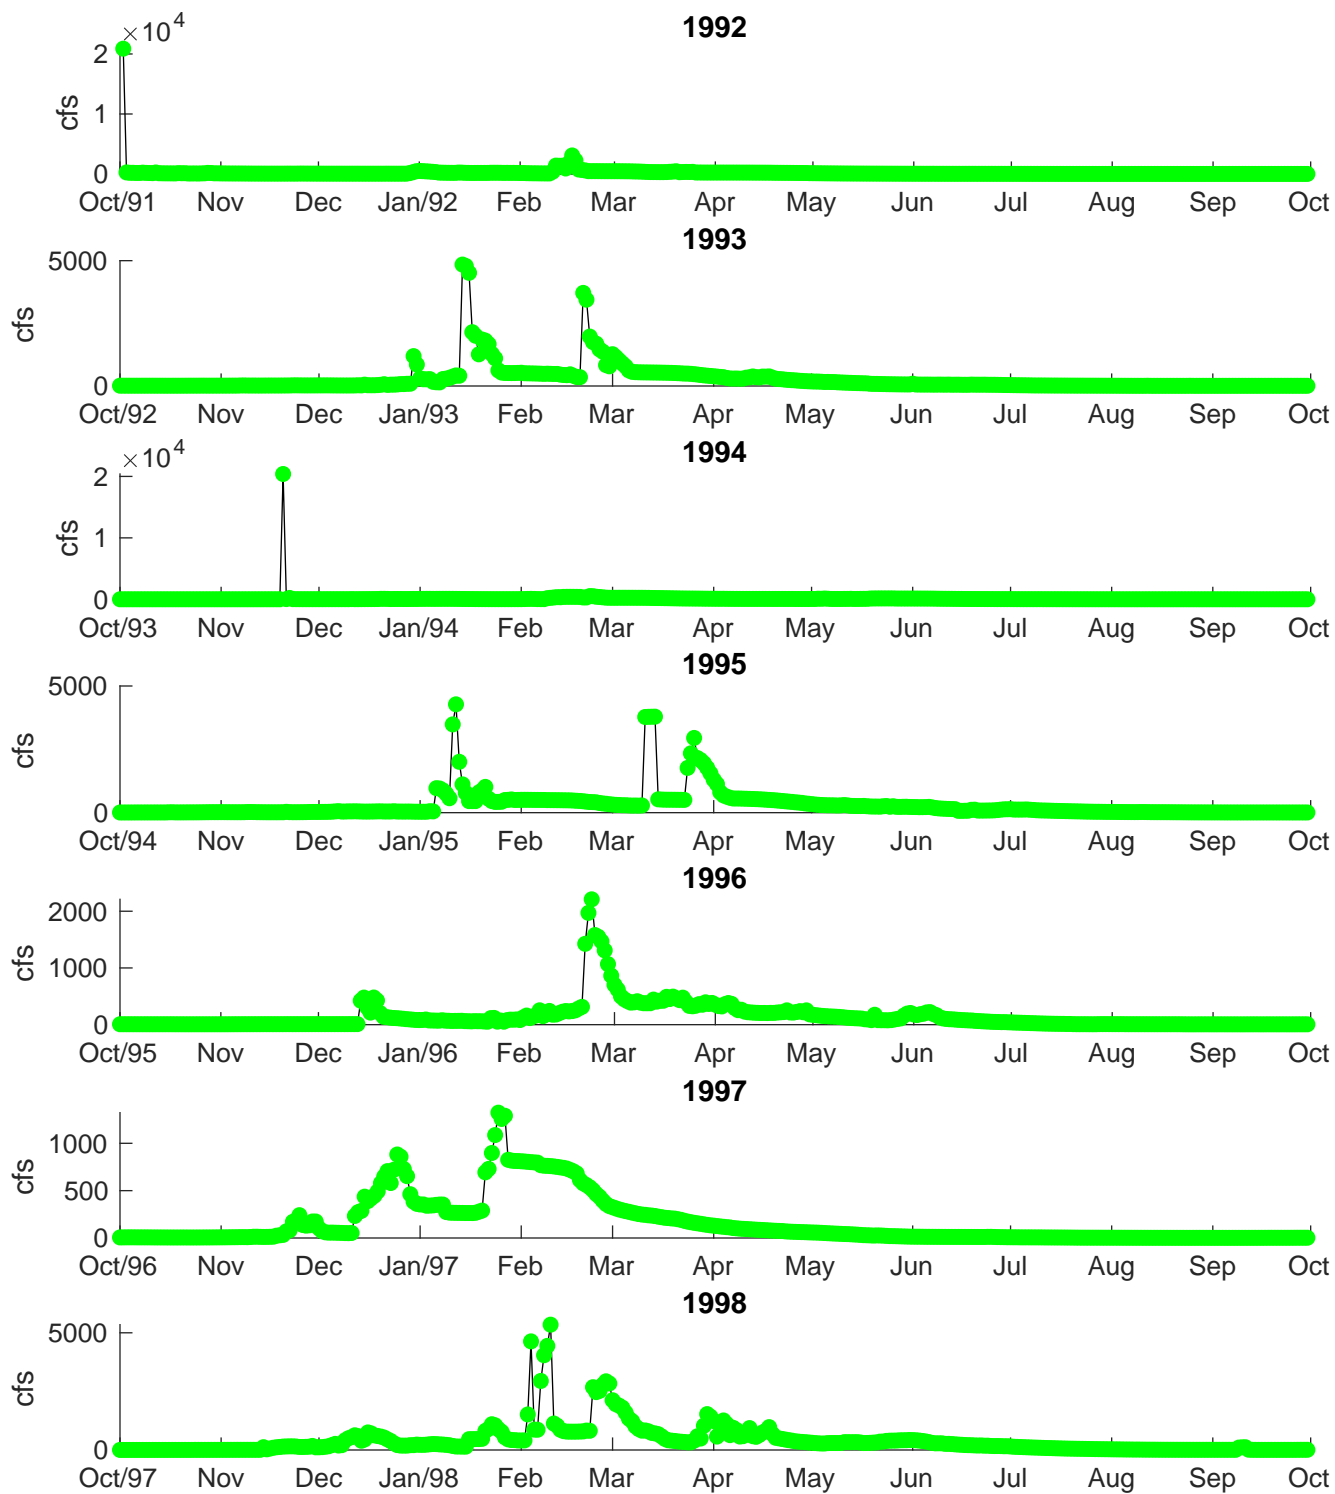 1992
×10^4
2
1
0
cfs
Oct/91 Nov Dec Jan/92 Feb Mar Apr May Jun Jul Aug Sep Oct
1993
5000
0
cfs
Oct/92 Nov Dec Jan/93 Feb Mar Apr May Jun Jul Aug Sep Oct
1994
×10^4
2
1
0
cfs
Oct/93 Nov Dec Jan/94 Feb Mar Apr May Jun Jul Aug Sep Oct
1995
5000
0
cfs
Oct/94 Nov Dec Jan/95 Feb Mar Apr May Jun Jul Aug Sep Oct
1996
2000
1000
0
cfs
Oct/95 Nov Dec Jan/96 Feb Mar Apr May Jun Jul Aug Sep Oct
1997
1000
500
0
cfs
Oct/96 Nov Dec Jan/97 Feb Mar Apr May Jun Jul Aug Sep Oct
1998
5000
0
cfs
Oct/97 Nov Dec Jan/98 Feb Mar Apr May Jun Jul Aug Sep Oct